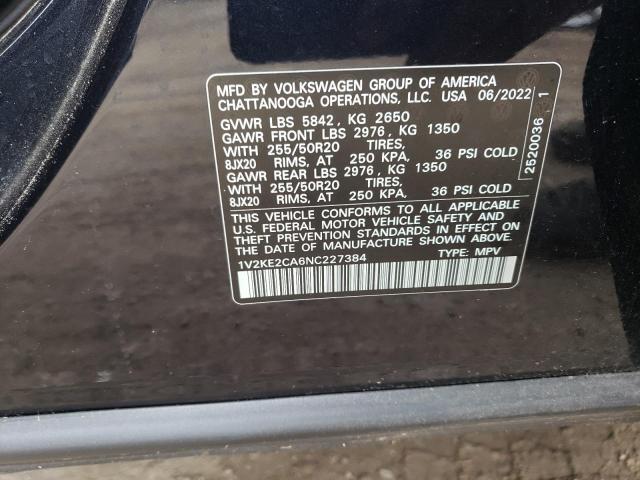 MFD BY VOLKSWAGEN GROUP OF AMERICA
CHATTANOOGA OPERATIONS, LLC. USA 06/2022
GVWR LBS 5842, KG 2650
GAWR FRONT LBS 2976, KG 1350
WITH 255/50R20 TIRES,
8JX20 RIMS, AT 250 KPA, 36 PSI COLD
GAWR REAR LBS 2976, KG 1350
WITH 255/50R20 TIRES,
8JX20 RIMS, AT 250 KPA, 36 PSI COLD
THIS VEHICLE CONFORMS TO ALL APPLICABLE
U.S. FEDERAL MOTOR VEHICLE SAFETY AND
THEFT PREVENTION STANDARDS IN EFFECT ON THE
DATE OF MANUFACTURE SHOWN ABOVE.
1V2KE2CA6NC227384 TYPE: MPV
2520036 1